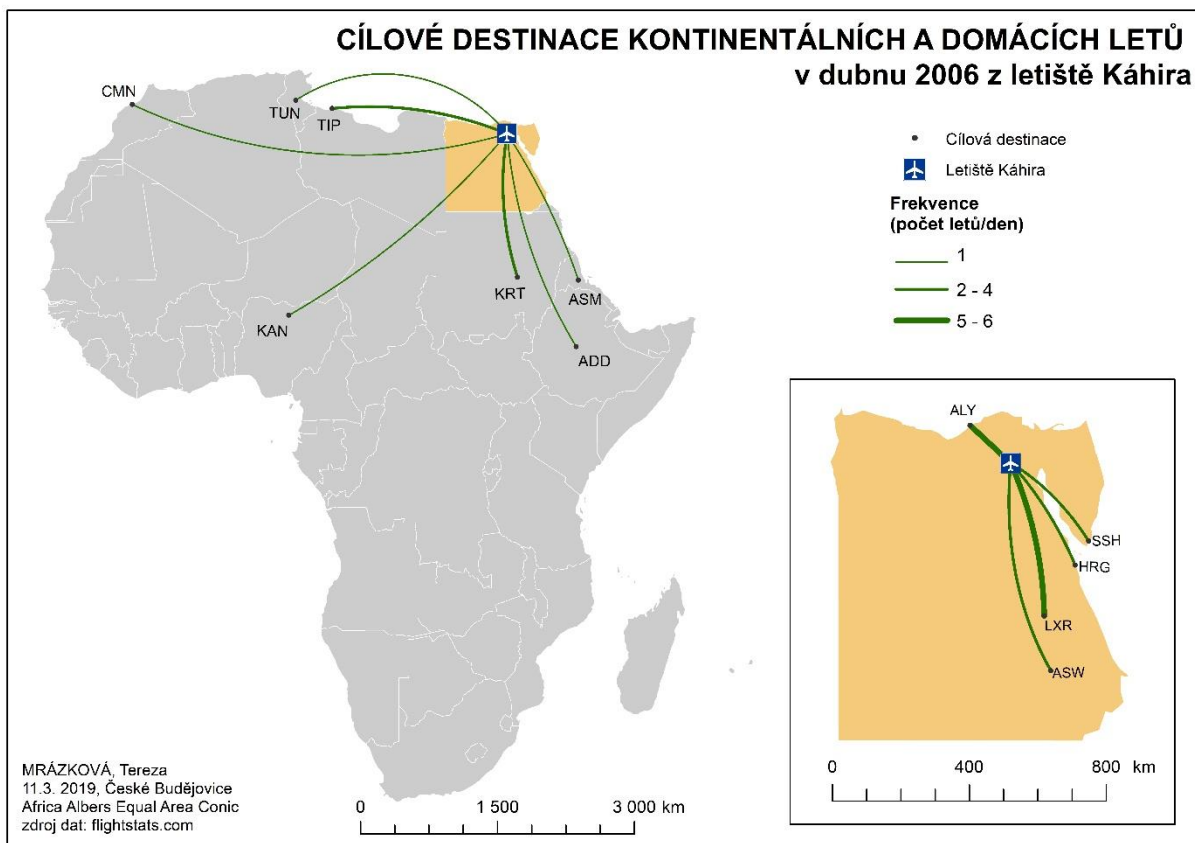 CÍLOVÉ DESTINACE KONTINENTÁLNÍCH A DOMÁCÍCH LETŮ
v dubnu 2006 z letiště Káhira
CMN
TUN
TIP
KAN
KRT
ASM
ADD
Cílová destinace
Letiště Káhira
Frekvence
(počet letů/den)
1
2 - 4
5 - 6
ALY
SSH
HRG
LXR
ASW
0 400 800 km
MRÁZKOVÁ, Tereza
11.3. 2019, České Budějovice
Africa Albers Equal Area Conic
zdroj dat: flightstats.com
0 1 500 3 000 km